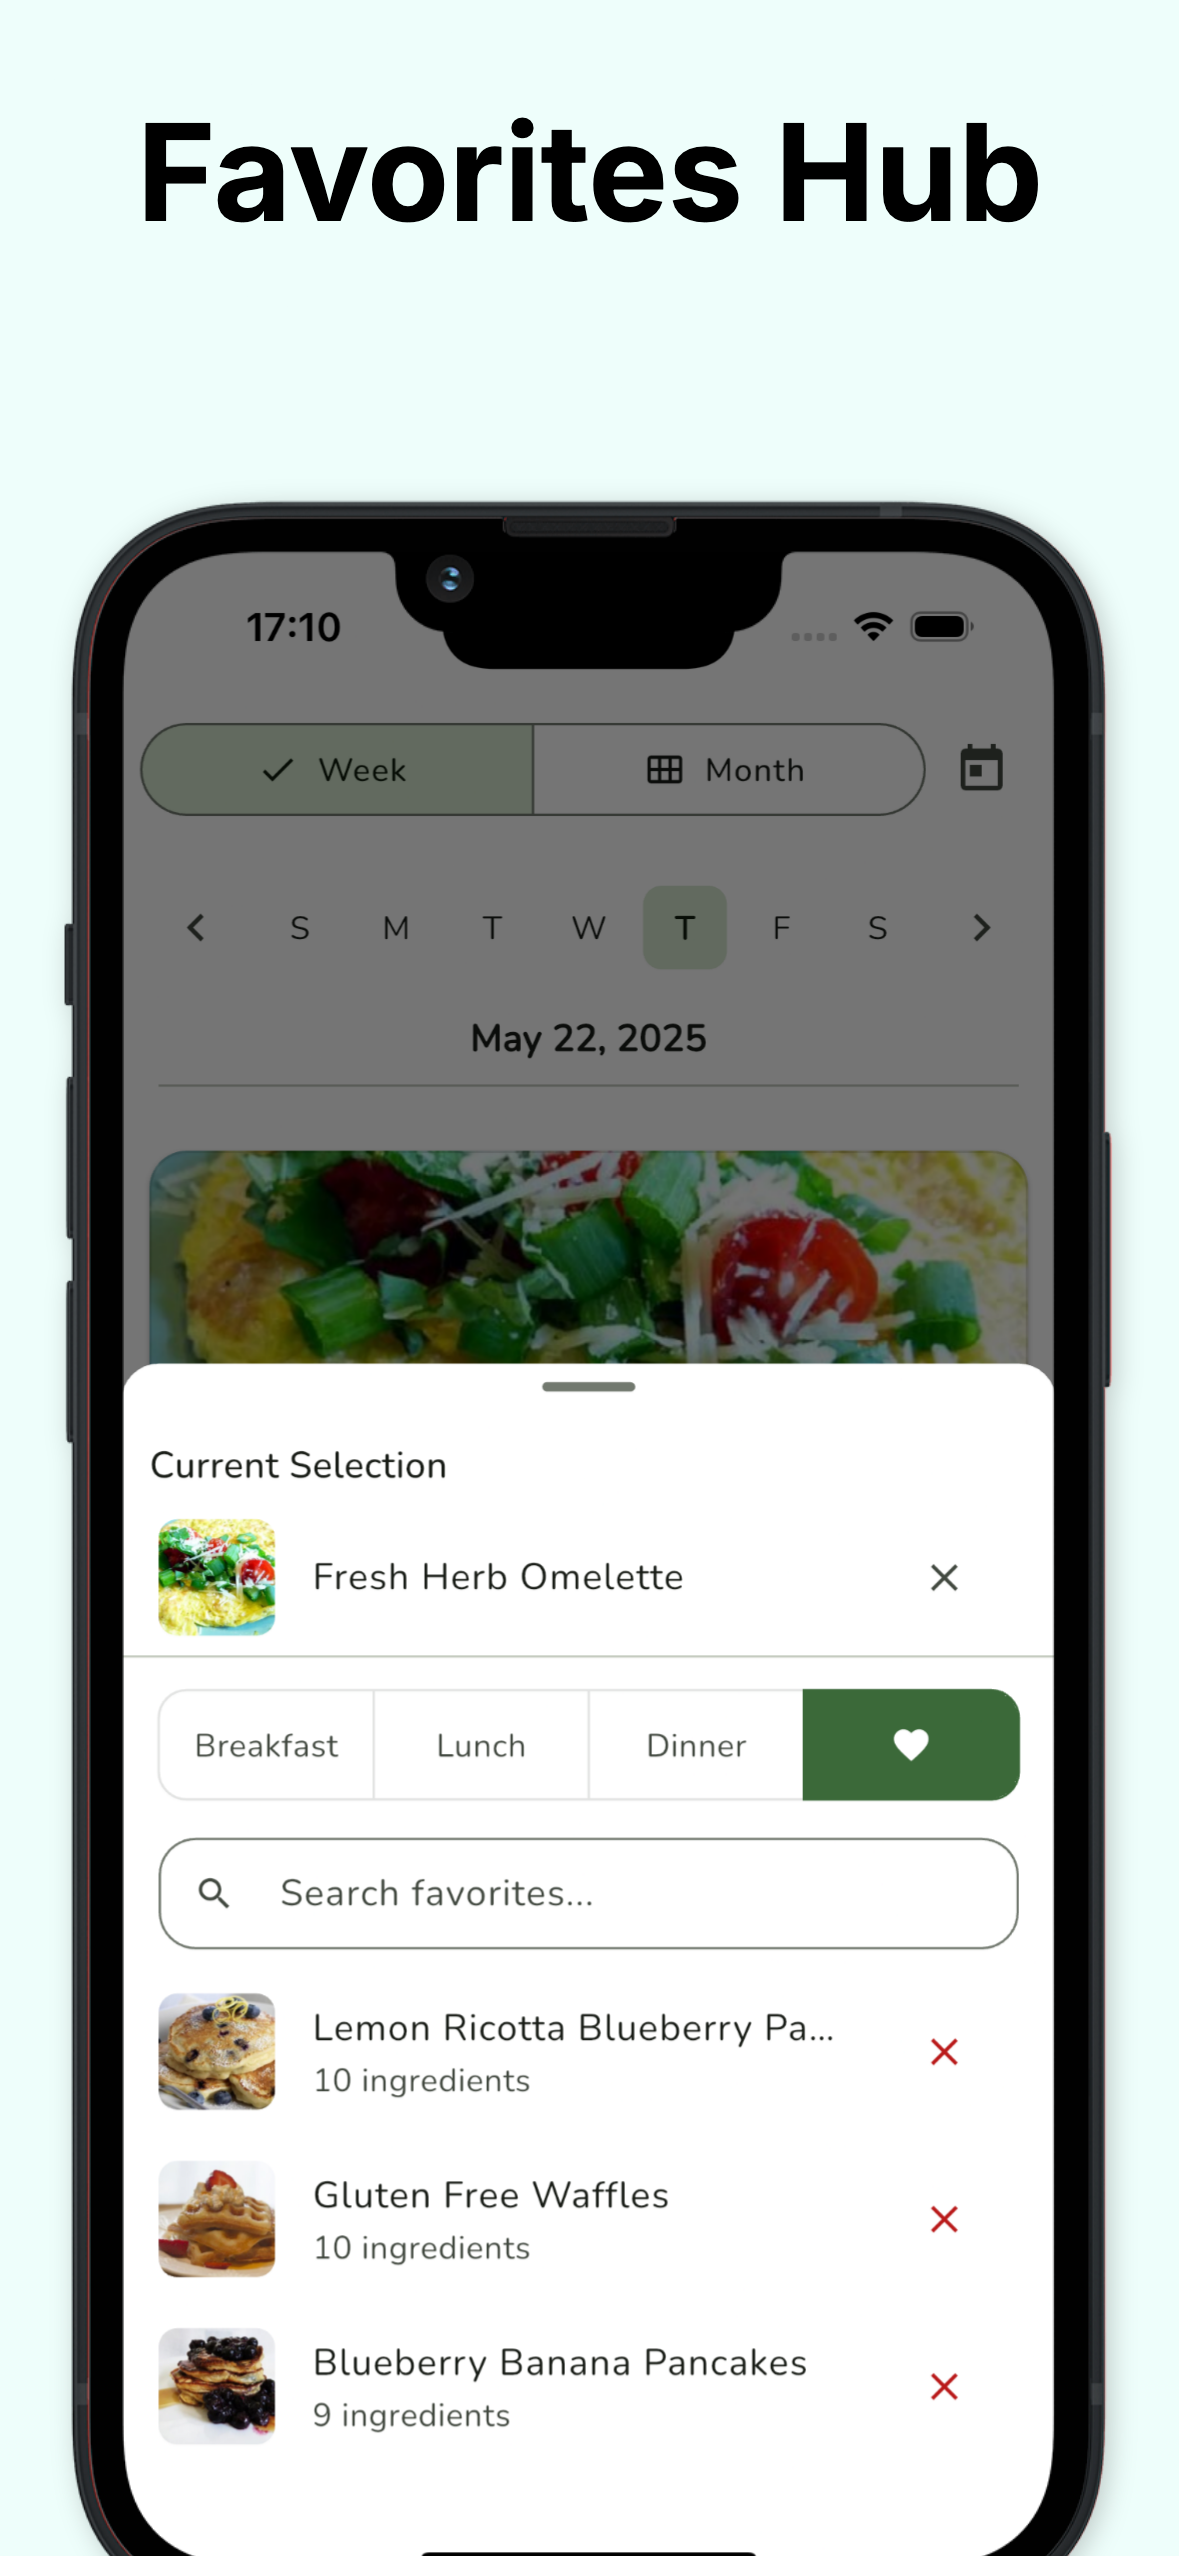 Favorites Hub
17:10
Week Month
S M T W T F S
May 22, 2025
Current Selection
Fresh Herb Omelette
Breakfast Lunch Dinner
Search favorites...
Lemon Ricotta Blueberry Pa...
10 ingredients
Gluten Free Waffles
10 ingredients
Blueberry Banana Pancakes
9 ingredients